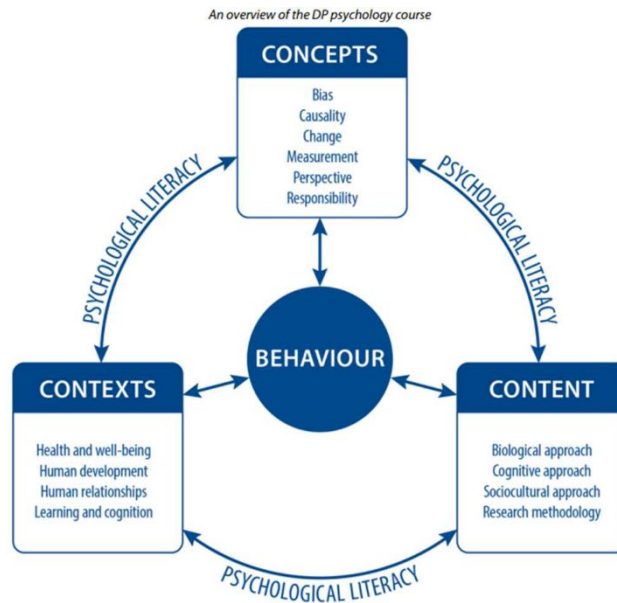 An overview of the DP psychology course
CONCEPTS
Bias
Causality
Change
Measurement
Perspective
Responsibility
PSYCHOLOGICAL LITERACY
PSYCHOLOGICAL LITERACY
BEHAVIOUR
CONTEXTS
Health and well-being
Human development
Human relationships
Learning and cognition
CONTENT
Biological approach
Cognitive approach
Sociocultural approach
Research methodology
PSYCHOLOGICAL LITERACY